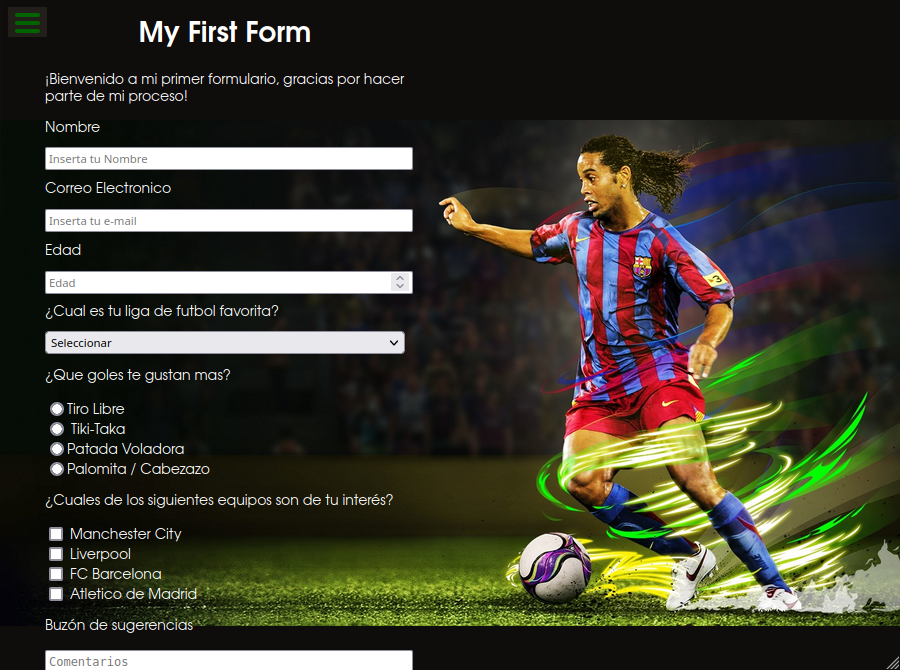 My First Form
¡Bienvenido a mi primer formulario, gracias por hacer
parte de mi proceso!
Nombre
Inserta tu Nombre
Correo Electronico
Inserta tu e-mail
Edad
Edad
¿Cual es tu liga de futbol favorita?
Seleccionar
¿Que goles te gustan mas?
Tiro Libre
Tiki-Taka
Patada Voladora
Palomita / Cabezazo
¿Cuales de los siguientes equipos son de tu interés?
Manchester City
Liverpool
FC Barcelona
Atletico de Madrid
Buzón de sugerencias
Comentarios